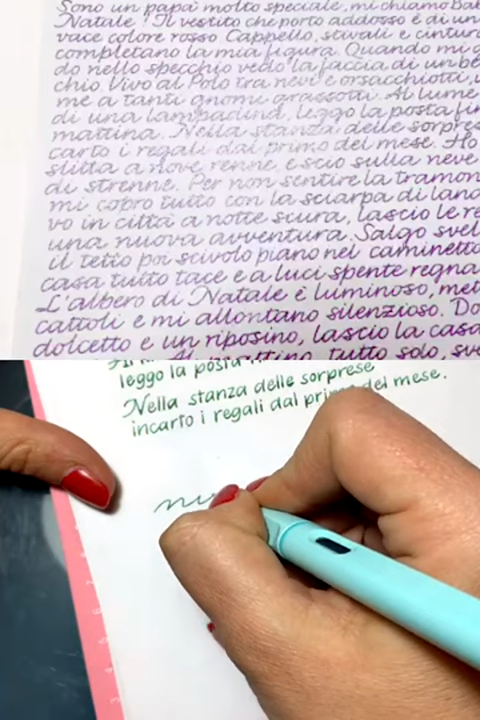 Sono un papà molto speciale, mi chiamo Bab
Natale. Il vestito che porto addosso è di un
vace colore rosso. Cappello, stivali e cintur
completano la mia figura. Quando mi g
do nello specchio vedo la faccia di un be
chio. Vivo al Polo tra nevi e orsacchiotti,
me a tanti gnomi grassotti. Al lume
di una lampadina, leggo la posta fin
mattina. Nella stanza delle sorpre
carto i regali dal primo del mese. Ho
slitta a nove renne e scio sulla neve
di strenne. Per non sentire la tramon
mi copro tutto con la sciarpa di lana
vo in città a notte scura, lascio le re
una nuova avventura. Salgo svel
il tetto poi scivolo piano nel caminetto
casa tutto tace e a luci spente regna
L'albero di Natale è luminoso, met
cattoli e mi allontano silenzioso. Do
dolcetto e un riposino, lascio la casa
tutto solo, sve
leggo la posta
Nella stanza delle sorprese
incarto i regali dal primo del mese.